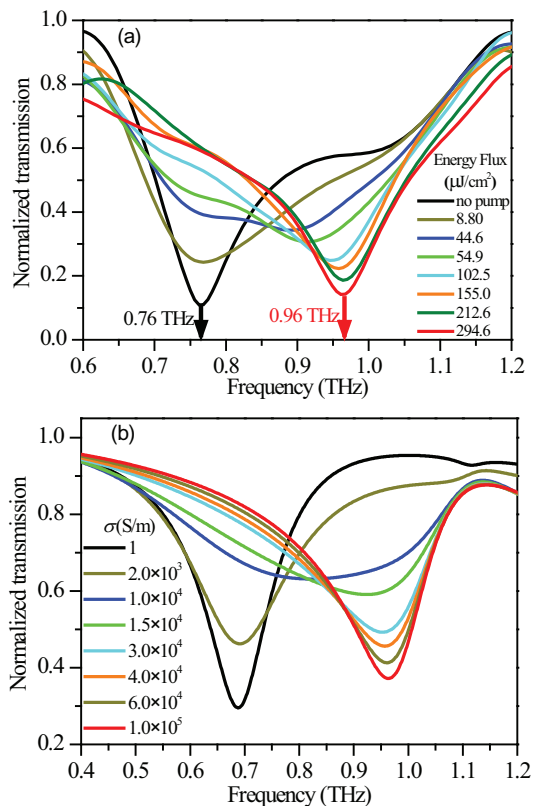 (a)
Normalized transmission
1.0
0.8
0.6
0.4
0.2
0.0
Energy Flux
(μJ/cm²)
no pump
8.80
44.6
54.9
102.5
155.0
212.6
294.6
0.76 THz
0.96 THz
0.6 0.7 0.8 0.9 1.0 1.1 1.2
Frequency (THz)
(b)
Normalized transmission
1.0
0.8
0.6
0.4
0.2
σ(S/m)
1
2.0×10³
1.0×10⁴
1.5×10⁴
3.0×10⁴
4.0×10⁴
6.0×10⁴
1.0×10⁵
0.4 0.5 0.6 0.7 0.8 0.9 1.0 1.1 1.2
Frequency (THz)